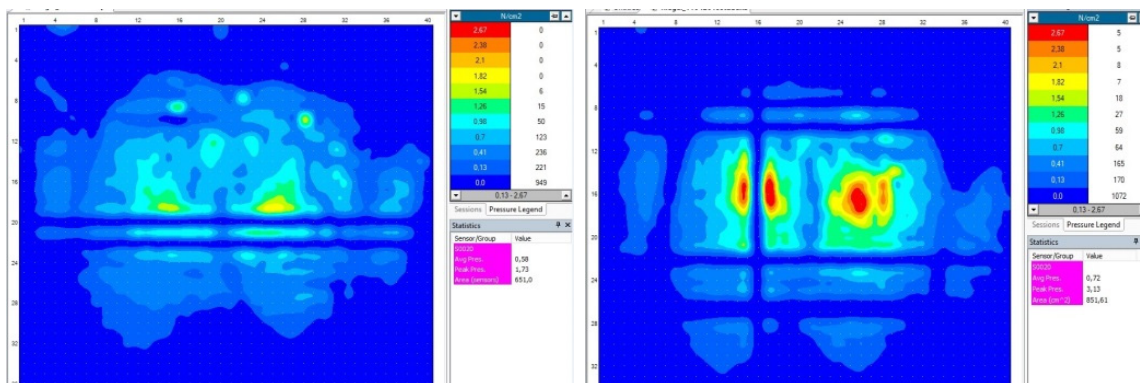 4 8 12 16 20 24 28 32 36 40
4
8
12
16
20
24
28
32
N/cm2
2,67 0
2,38 0
2,1 0
1,82 0
1,54 6
1,26 15
0,98 50
0,7 123
0,41 236
0,13 221
0,0 949
0,13 - 2,67
Sessions Pressure Legend
Statistics
Sensor/Group Value
S0020
Avg Pres. 0,58
Peak Pres. 1,73
Area (sensors) 651,0
4 8 12 16 20 24 28 32 36 40
4
8
12
16
20
24
28
32
N/cm2
2,67 5
2,38 5
2,1 8
1,82 7
1,54 18
1,26 27
0,98 59
0,7 64
0,41 165
0,13 170
0,0 1072
0,13 - 2,67
Sessions Pressure Legend
Statistics
Sensor/Group Value
S0020
Avg Pres. 0,72
Peak Pres. 3,13
Area (cm^2) 851,61